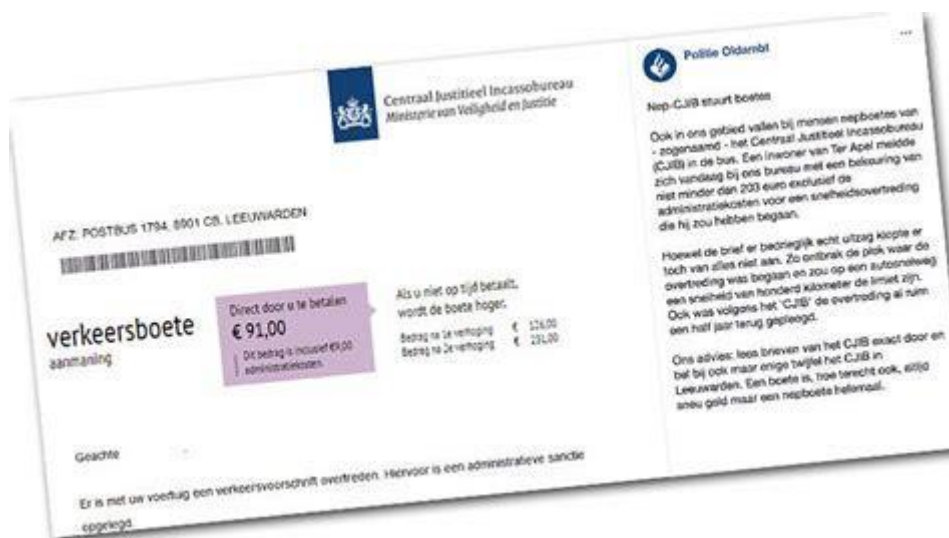 Centraal Justitieel Incassobureau
Ministerie van Veiligheid en Justitie
AFZ. POSTBUS 1794, 8901 CB, LEEUWARDEN
verkeersboete
aanmaning
Direct door u te betalen
€ 91,00
Dit bedrag is inclusief €9,00
administratiekosten.
Als u niet op tijd betaalt,
wordt de boete hoger.
Bedrag na 1e verhoging € 126,00
Bedrag na 2e verhoging €
Geachte
Er is met uw voertuig een verkeersvoorschrift overtreden. Hiervoor is een administratieve sanctie
opgelegd.
Politie Oldambt
...
Nep-CJIB stuurt boetes
Ook in ons gebied vallen bij mensen nepboetes van
- zogenaamd - het Centraal Justitieel Incassobureau
(CJIB) in de bus. Een inwoner van Ter Apel meldde
zich vandaag bij ons bureau met een bekeuring van
niet minder dan 203 euro exclusief de
administratiekosten voor een snelheidsovertreding
die hij zou hebben begaan.
Hoewel de brief er bedrieglijk echt uitzag klopte er
toch van alles niet aan. Zo ontbrak de plek waar de
overtreding was begaan en zou op een autosnelweg
een snelheid van honderd kilometer de limiet zijn.
Ook was volgens het 'CJIB' de overtreding al ruim
een half jaar terug gepleegd.
Ons advies: lees brieven van het CJIB exact door en
bel bij ook maar enige twijfel het CJIB in
Leeuwarden. Een boete is, hoe terecht ook, altijd
sneu geld maar een nepboete helemaal.